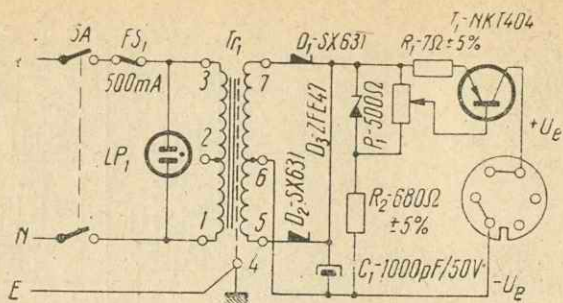 SA
FS₁
500mA
LP₁
N
E
Tr₁
3
2
1
7
6
5
4
D₁-SX631
D₂-SX631
D₃-ZFE47
P₁-500Ω
R₁-7Ω±5%
T₁-NKT404
R₂-680Ω
±5%
C₁-1000pF/50V
+Uₑ
-Uₑ